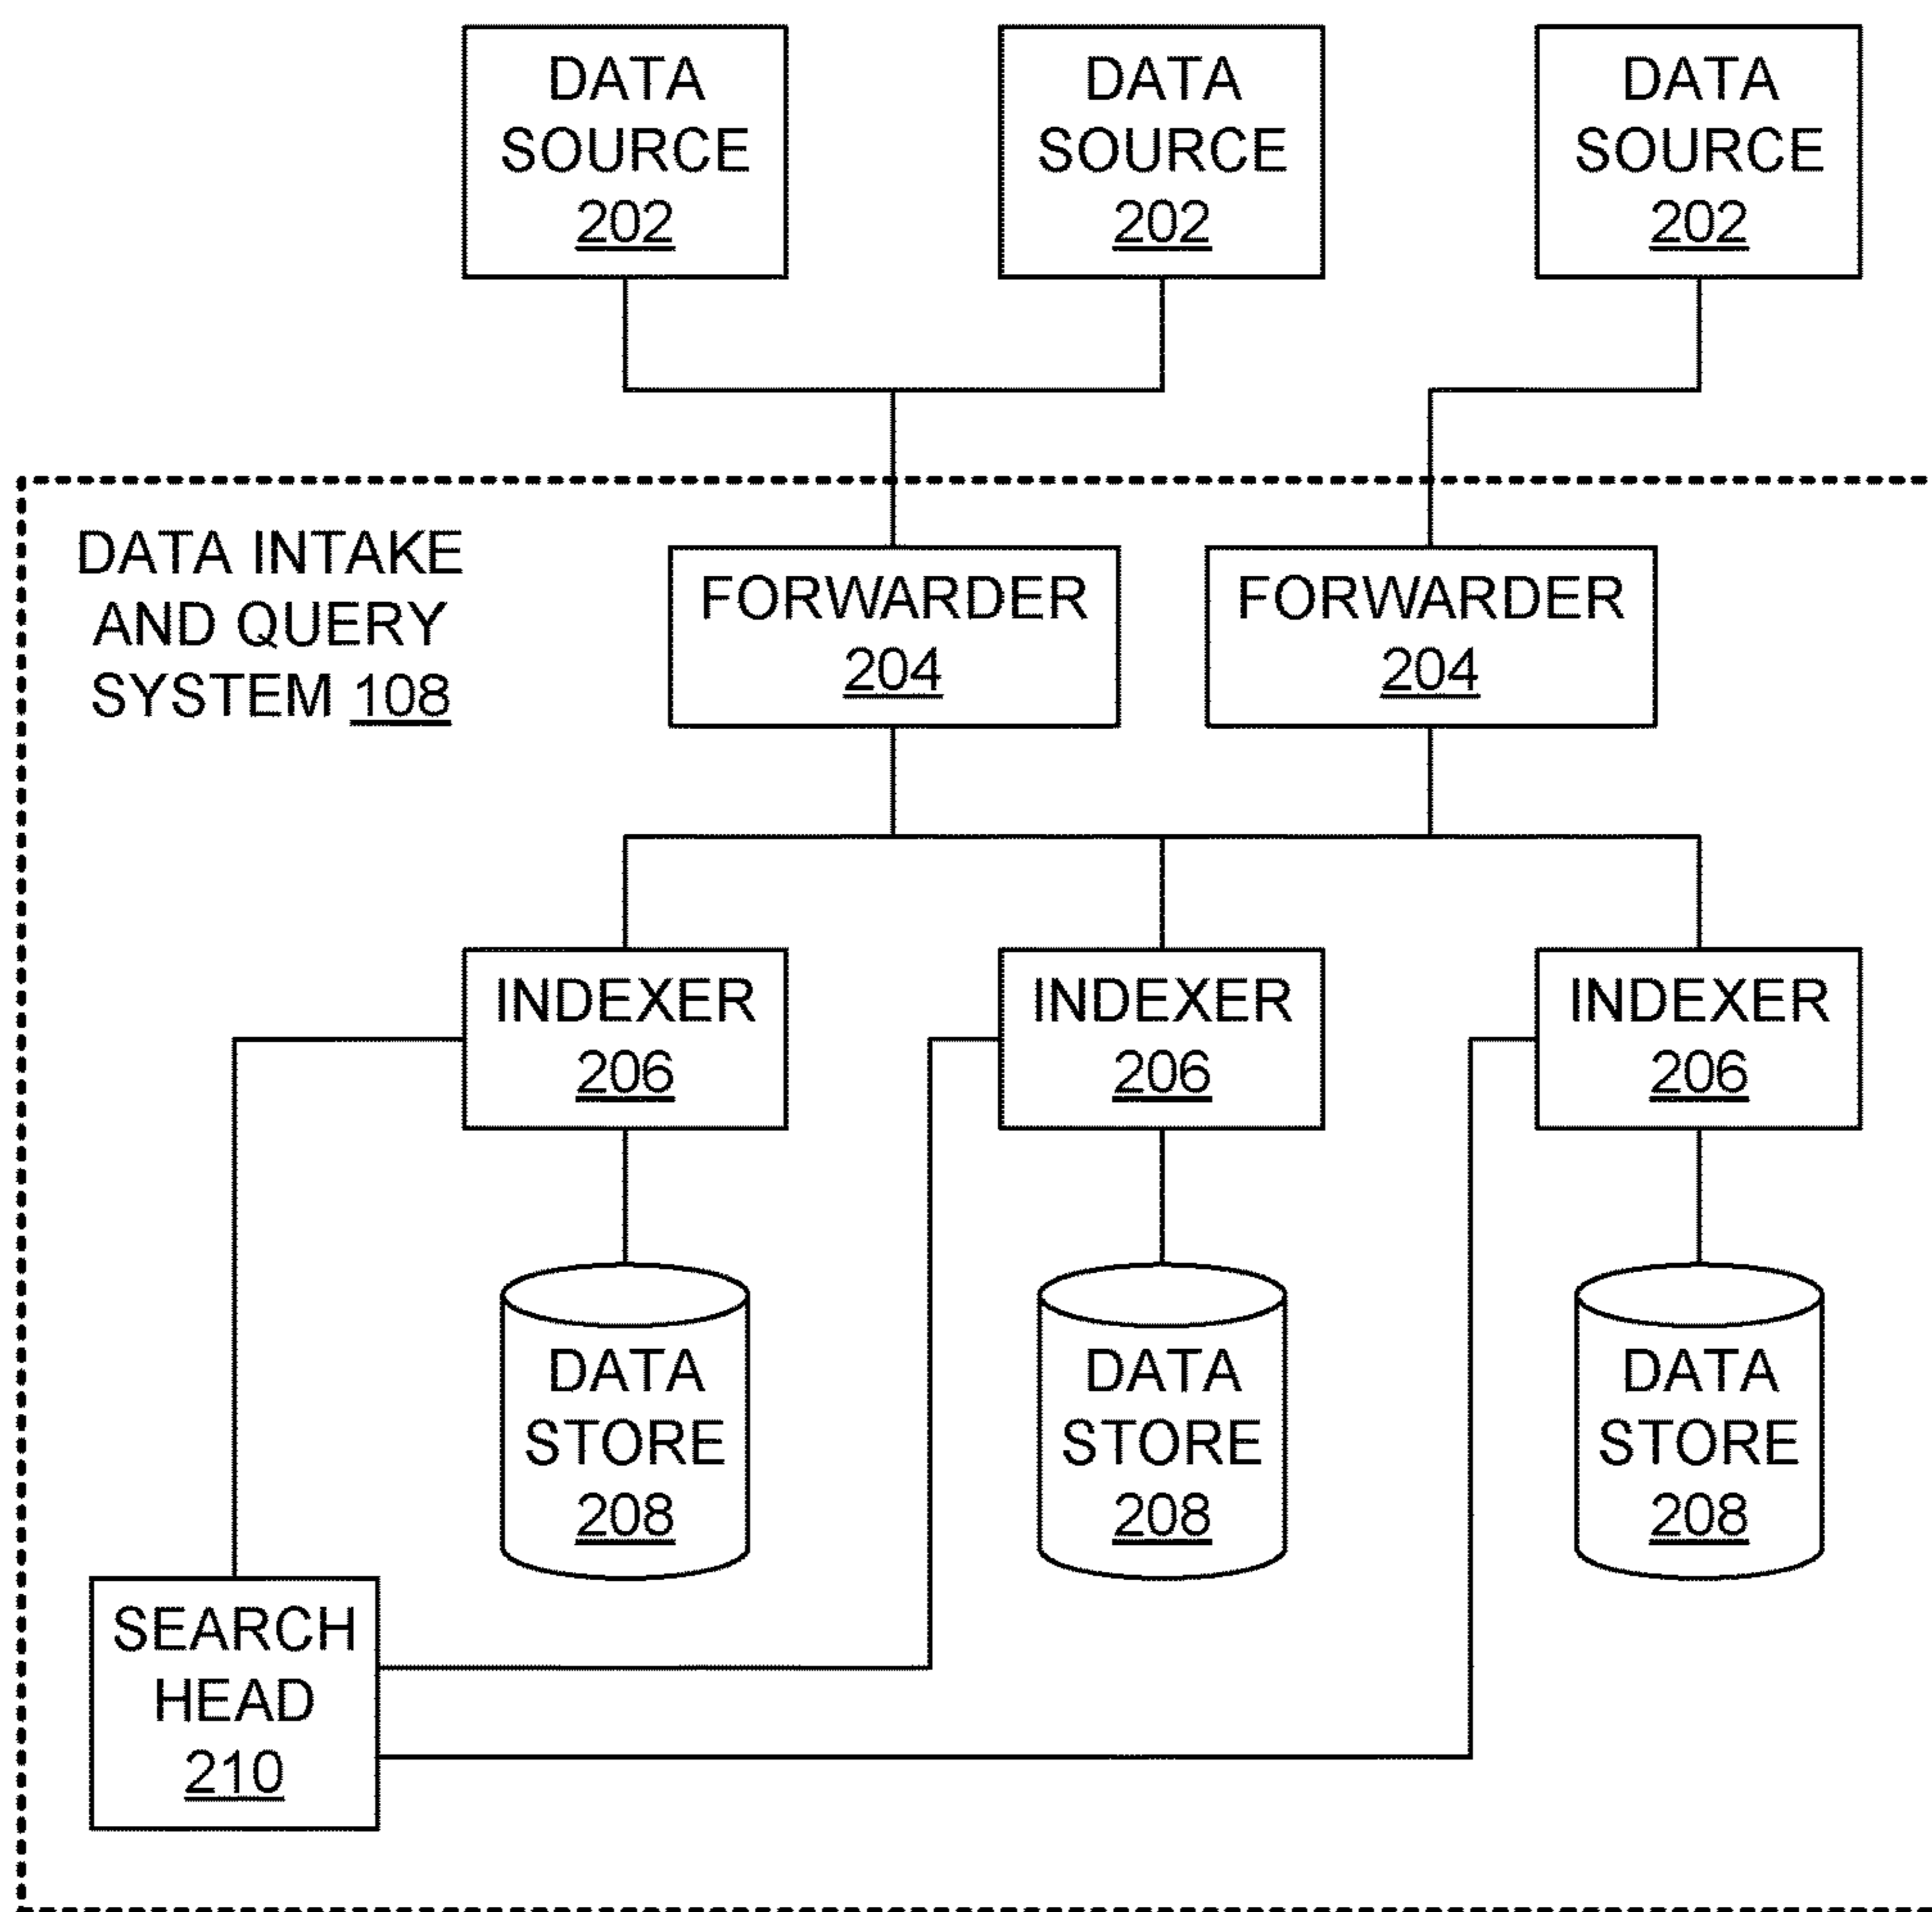 DATA
SOURCE
202
DATA
SOURCE
202
DATA
SOURCE
202
DATA INTAKE
AND QUERY
SYSTEM 108
FORWARDER
204
FORWARDER
204
INDEXER
206
INDEXER
206
INDEXER
206
DATA
STORE
208
DATA
STORE
208
DATA
STORE
208
SEARCH
HEAD
210